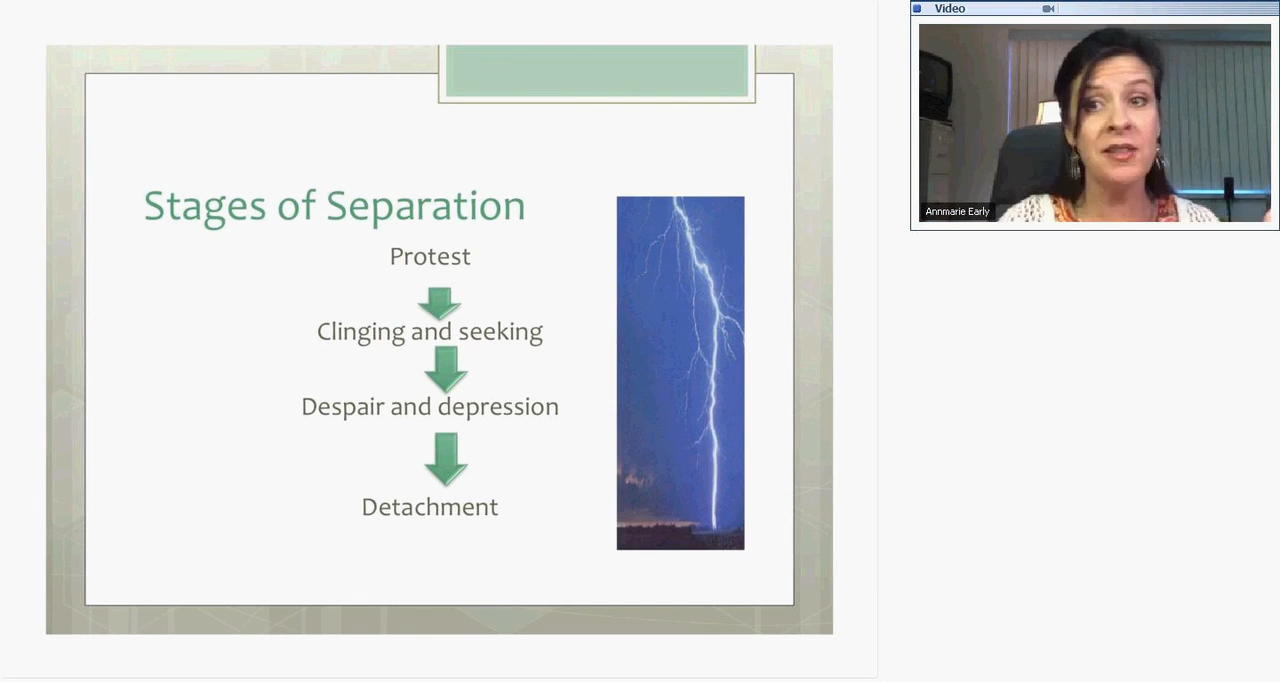 Video
Stages of Separation
Protest
Clinging and seeking
Despair and depression
Detachment
Annmarie Early